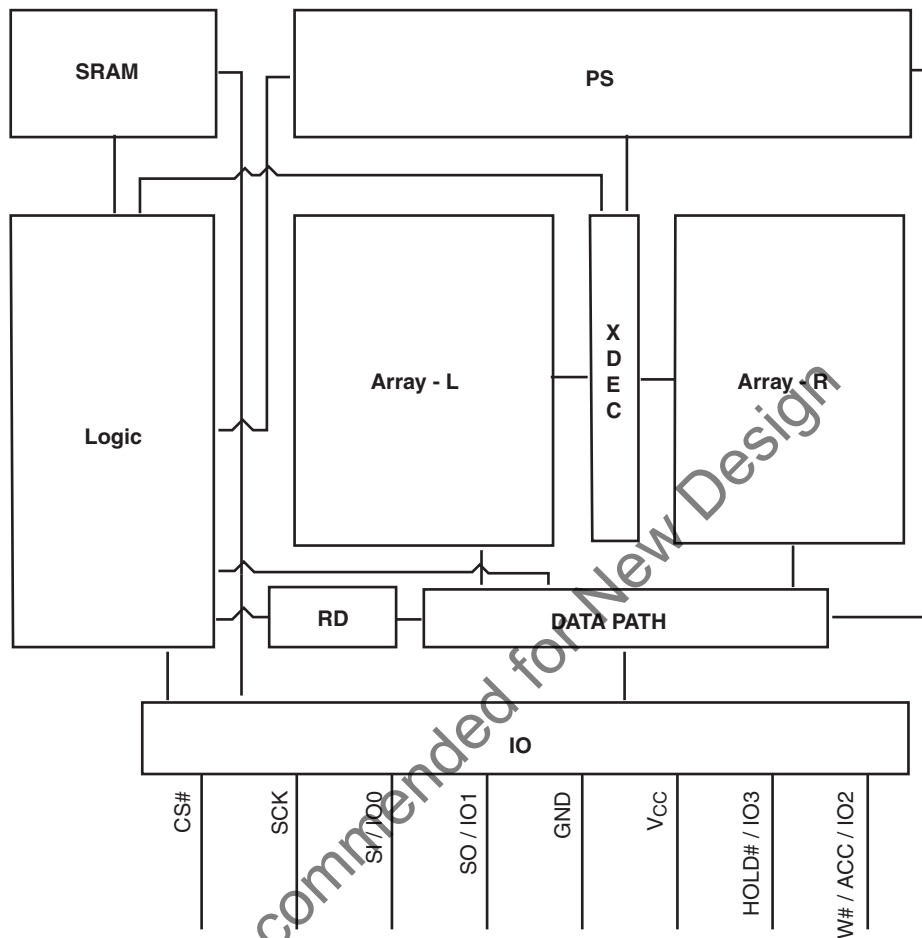 SRAM
PS
Logic
Array - L
X
D
E
C
Array - R
RD
DATA PATH
IO
CS#
SCK
SI / IO0
SO / IO1
GND
VCC
HOLD# / IO3
W# / ACC / IO2
commended for New Design